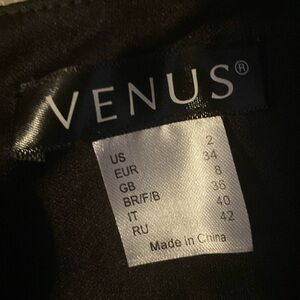 VENUS®
US 2
EUR 34
GB 8
BR/F/B 36
IT 40
RU 42
Made in China